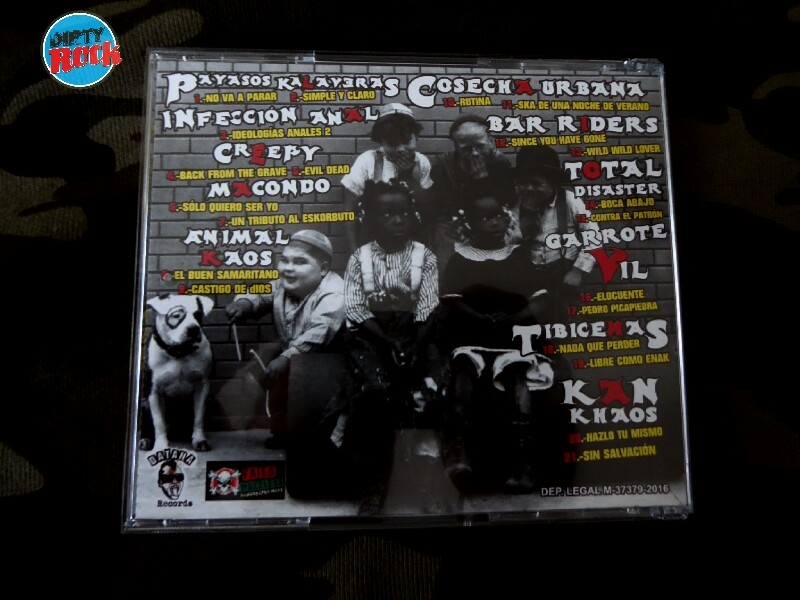 DIRTY
Rock
PAYASOS KALAVERAS
1.-NO VA A PARAR 2.-SIMPLE Y CLARO
INFECCIÓN ANAL
3.-IDEOLOGÍAS ANALES 2
CREEPY
4.-BACK FROM THE GRAVE 5.-EVIL DEAD
MACONDO
6.-SÓLO QUIERO SER YO
7.-UN TRIBUTO AL ESKORBUTO
ANIMAL
KAOS
EL BUEN SAMARITANO
9.-CASTIGO DE dIOS
COSECHA URBANA
10.-RUTINA 11.-SKA DE UNA NOCHE DE VERANO
BAR RIDERS
12.-SINCE YOU HAVE GONE
13.-WILD WILD LOVER
TOTAL
DISASTER
14.-BOCA ABAJO
15.-CONTRA EL PATRÓN
GARROTE
VIL
16.-ELOCUENTE
17.-PEDRO PICAPIEDRA
TIBICENAS
18.-NADA QUE PERDER
19.-LIBRE COMO ENAK
KAN
KHAOS
20.-HAZLO TU MISMO
21.-SIN SALVACIÓN
Records
DEP. LEGAL M-37379-2016